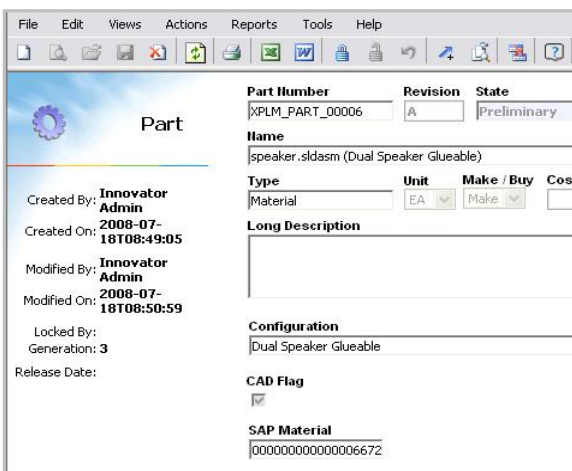 File Edit Views Actions Reports Tools Help
Part
Created By: Innovator
Admin
Created On: 2008-07-
18T08:49:05
Modified By: Innovator
Admin
Modified On: 2008-07-
18T08:50:59
Locked By:
Generation: 3
Release Date:
Part Number Revision State
XPLM_PART_00006 A Preliminary
Name
speaker.sldasm (Dual Speaker Glueable)
Type Unit Make / Buy Cos
Material EA Make
Long Description
Configuration
Dual Speaker Glueable
CAD Flag
SAP Material
000000000000006672